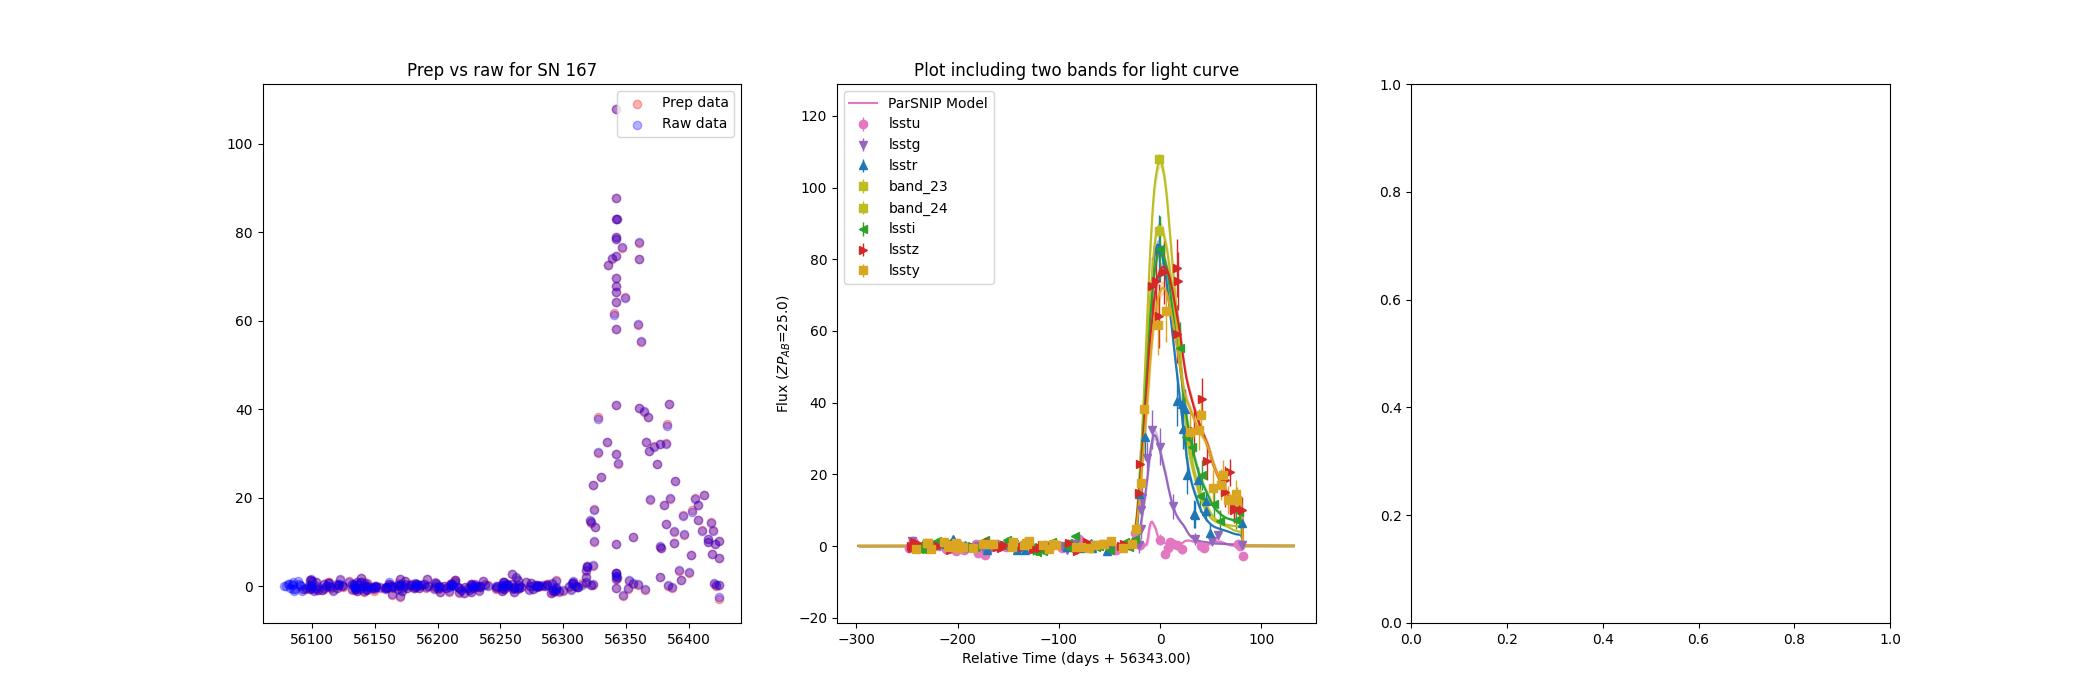 Prep vs raw for SN 167
Prep data
Raw data
100
80
60
40
20
0
56100 56150 56200 56250 56300 56350 56400
Plot including two bands for light curve
ParSNIP Model
lsstu
lsstg
lsstr
band_23
band_24
lssti
lsstz
lssty
Flux (ZP_AB=25.0)
120
100
80
60
40
20
0
−20
−300 −200 −100 0 100
Relative Time (days + 56343.00)
1.0
0.8
0.6
0.4
0.2
0.0
0.0 0.2 0.4 0.6 0.8 1.0